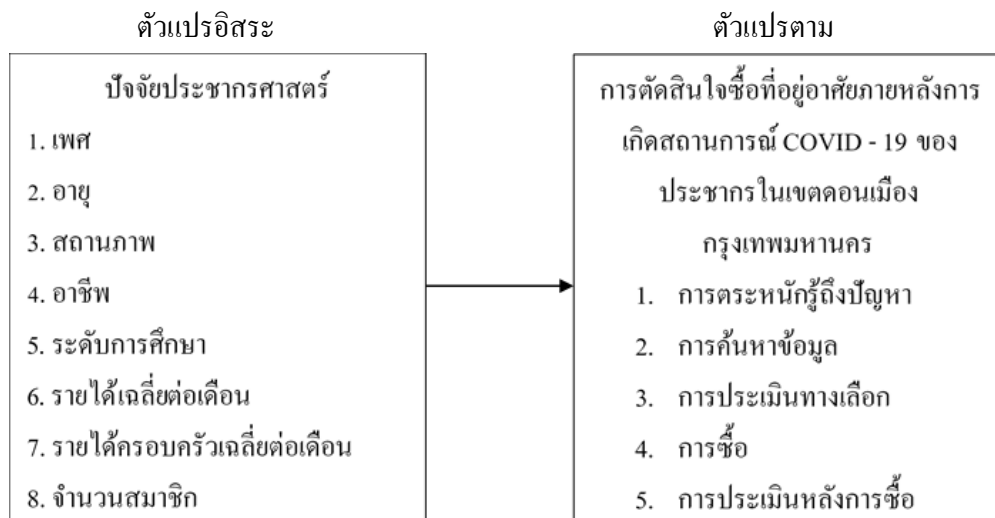 ตัวแปรอิสระ
ปัจจัยประชากรศาสตร์
1. เพศ
2. อายุ
3. สถานภาพ
4. อาชีพ
5. ระดับการศึกษา
6. รายได้เฉลี่ยต่อเดือน
7. รายได้ครอบครัวเฉลี่ยต่อเดือน
8. จำนวนสมาชิก
ตัวแปรตาม
การตัดสินใจซื้อที่อยู่อาศัยภายหลังการ
เกิดสถานการณ์ COVID - 19 ของ
ประชากรในเขตดอนเมือง
กรุงเทพมหานคร
1. การตระหนักรู้ถึงปัญหา
2. การค้นหาข้อมูล
3. การประเมินทางเลือก
4. การซื้อ
5. การประเมินหลังการซื้อ